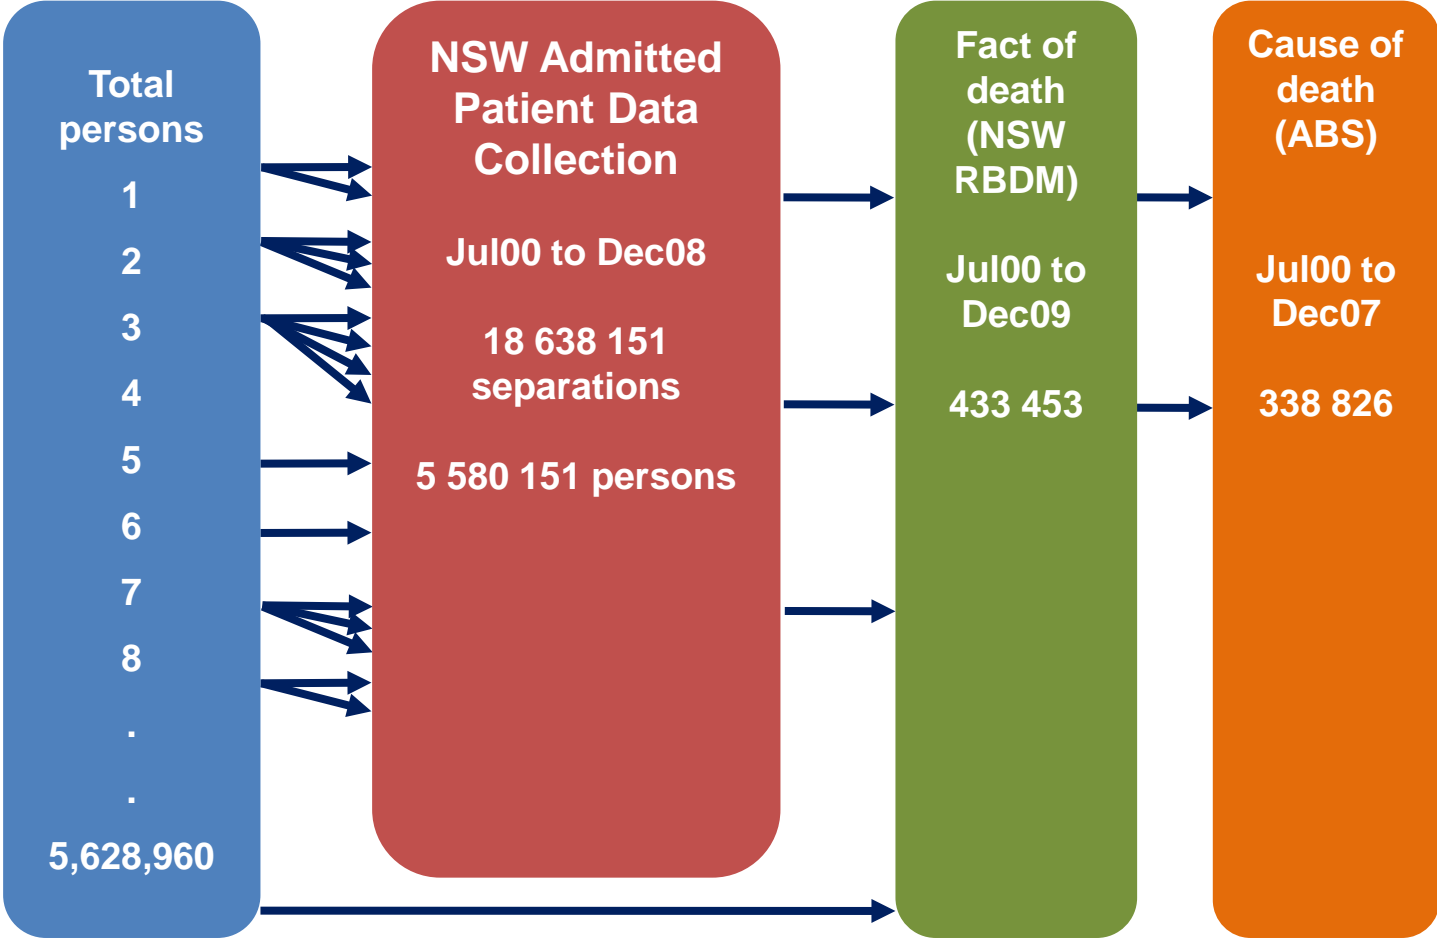 Total
persons
1
2
3
4
5
6
7
8
.
.
5,628,960
NSW Admitted
Patient Data
Collection
Jul00 to Dec08
18 638 151
separations
5 580 151 persons
Fact of
death
(NSW
RBDM)
Jul00 to
Dec09
433 453
Cause of
death
(ABS)
Jul00 to
Dec07
338 826